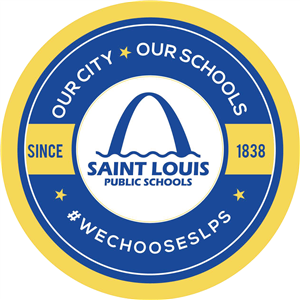 OUR CITY ★ OUR SCHOOLS
SINCE 1838
SAINT LOUIS
PUBLIC SCHOOLS
#WECHOOSESLPS